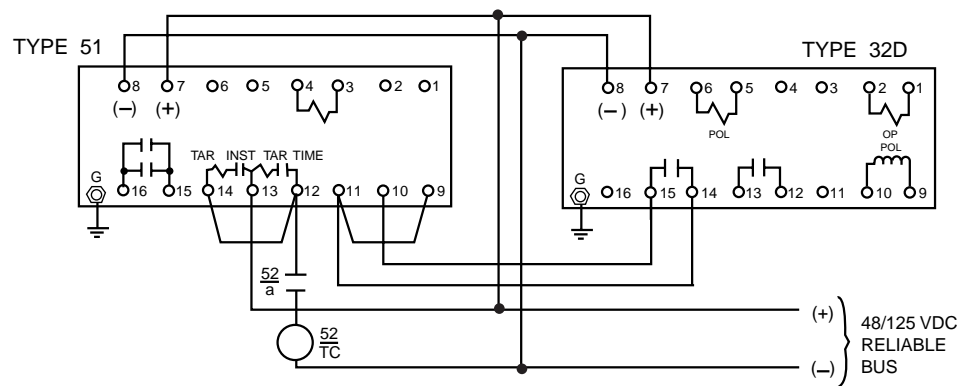 TYPE 51
TYPE 32D
8 7 6 5 4 3 2 1
(–) (+)
8 7 6 5 4 3 2 1
(–) (+)
POL
OP
POL
TAR INST TAR TIME
G
16 15 14 13 12 11 10 9
G
16 15 14 13 12 11 10 9
52
a
52
TC
(+)
48/125 VDC
RELIABLE
(–)
BUS